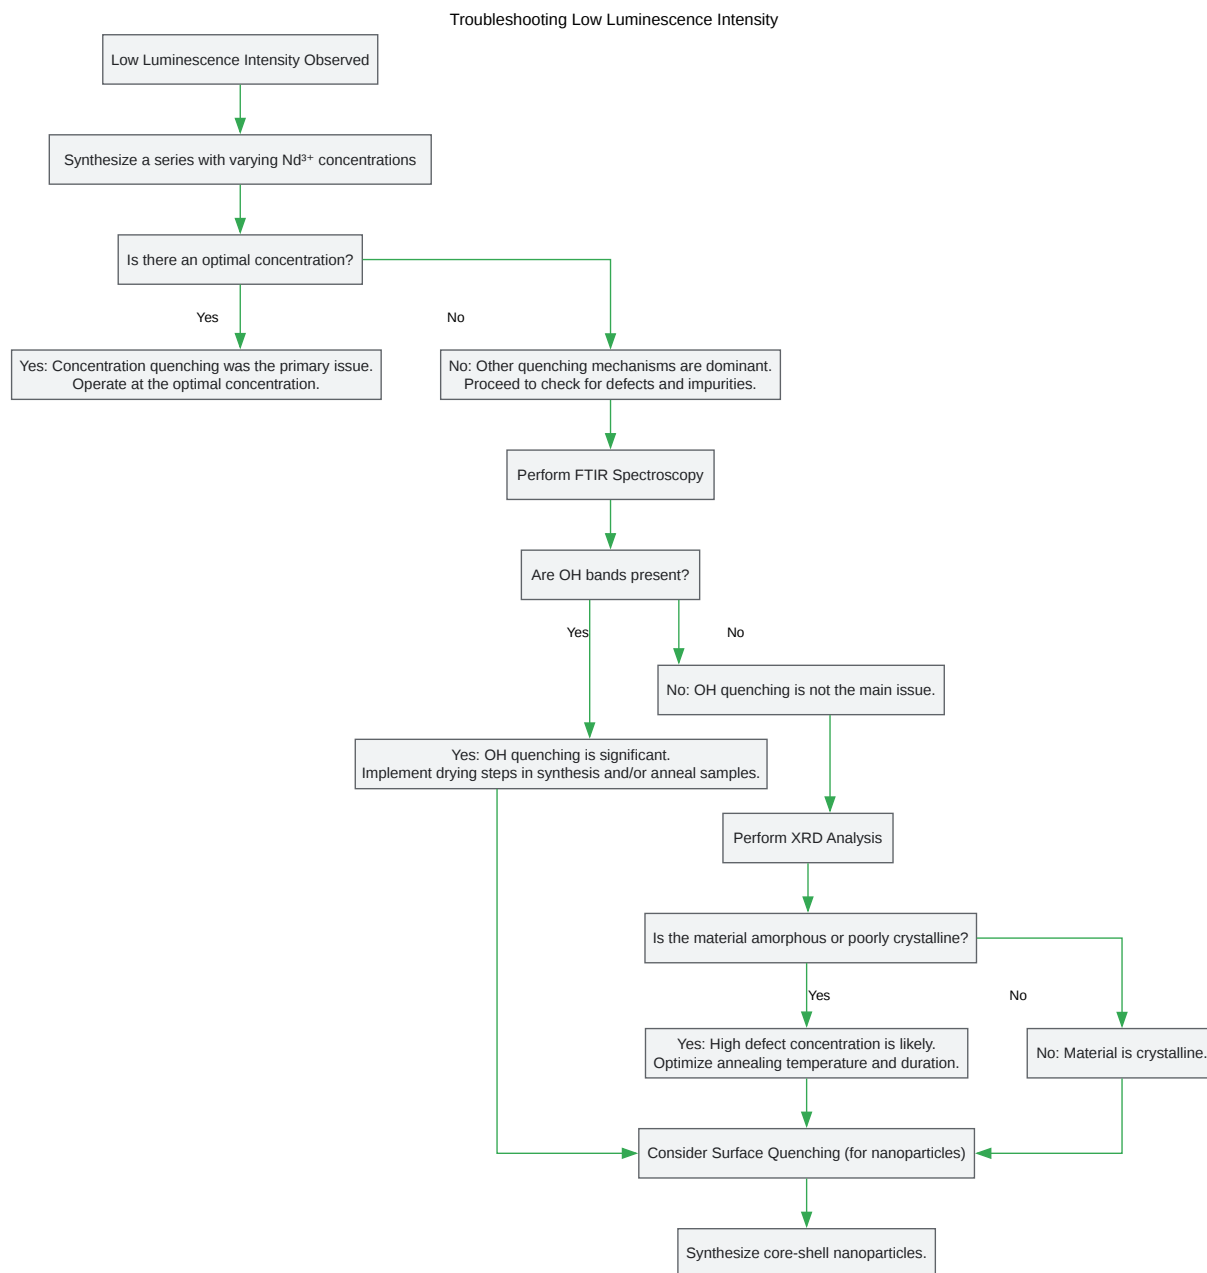 Troubleshooting Low Luminescence Intensity
Low Luminescence Intensity Observed
Synthesize a series with varying Nd³⁺ concentrations
Is there an optimal concentration?
Yes
No
Yes: Concentration quenching was the primary issue.
Operate at the optimal concentration.
No: Other quenching mechanisms are dominant.
Proceed to check for defects and impurities.
Perform FTIR Spectroscopy
Are OH bands present?
Yes
No
No: OH quenching is not the main issue.
Yes: OH quenching is significant.
Implement drying steps in synthesis and/or anneal samples.
Perform XRD Analysis
Is the material amorphous or poorly crystalline?
Yes
No
Yes: High defect concentration is likely.
Optimize annealing temperature and duration.
No: Material is crystalline.
Consider Surface Quenching (for nanoparticles)
Synthesize core-shell nanoparticles.